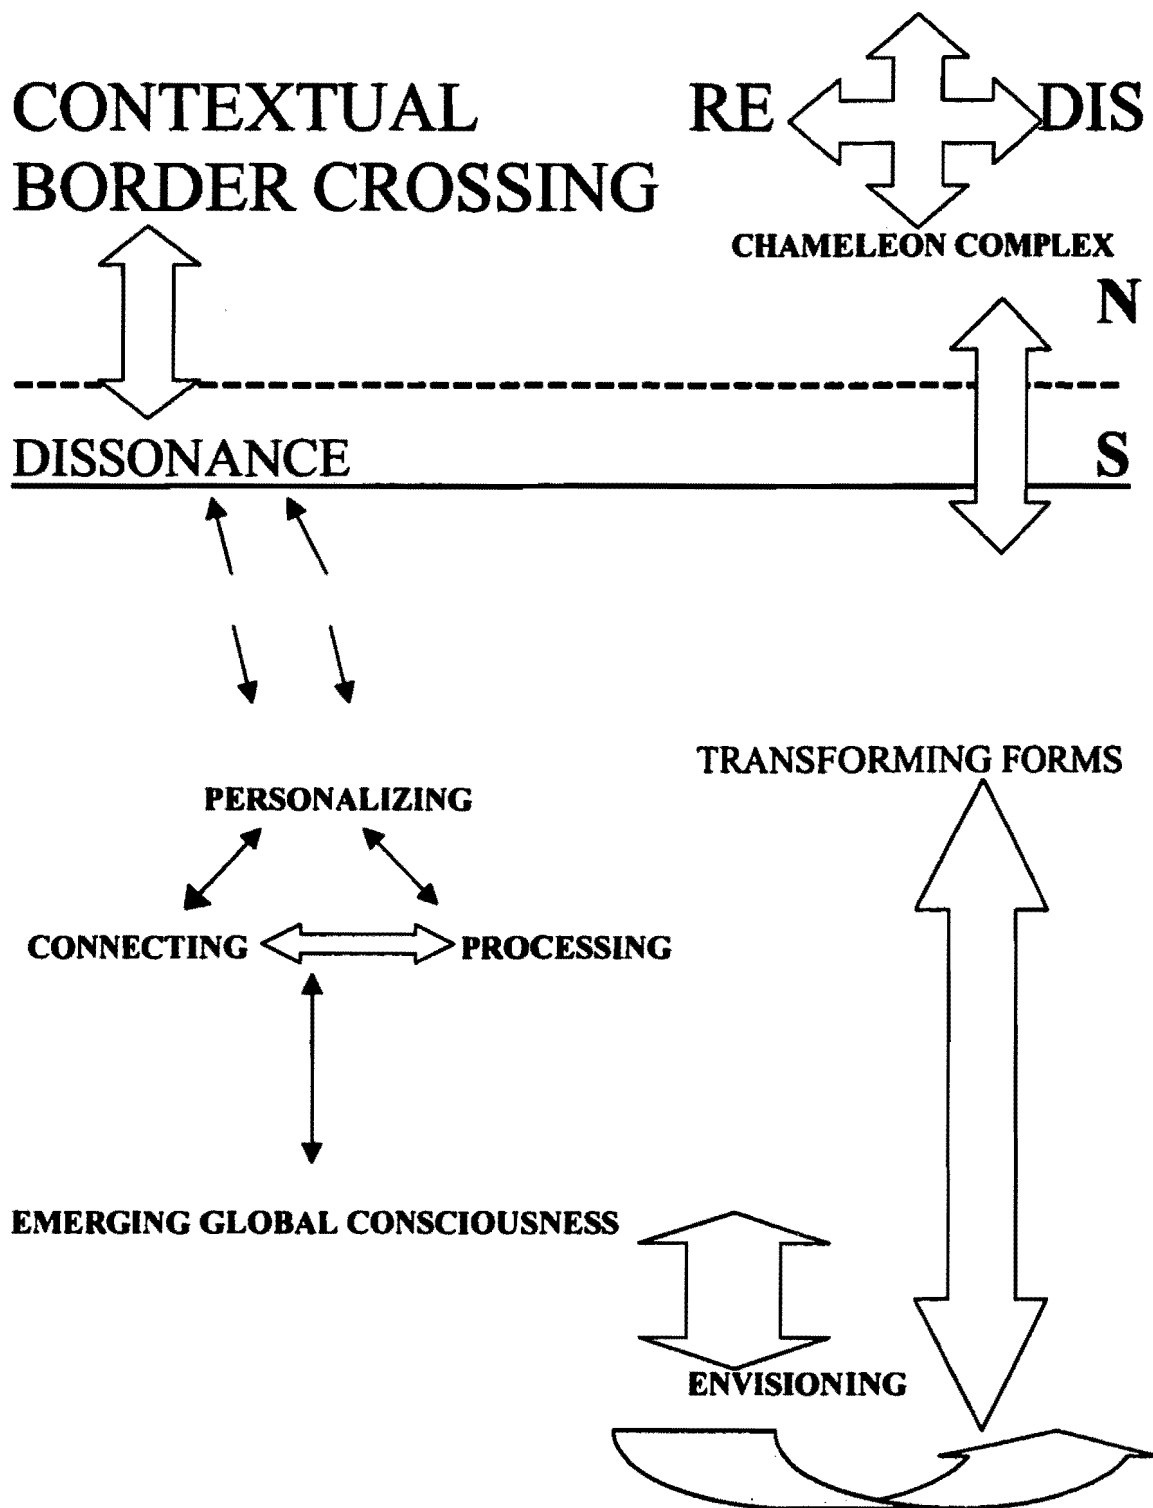 CONTEXTUAL
BORDER CROSSING
RE DIS
CHAMELEON COMPLEX
N
DISSONANCE
S
TRANSFORMING FORMS
PERSONALIZING
CONNECTING PROCESSING
EMERGING GLOBAL CONSCIOUSNESS
ENVISIONING